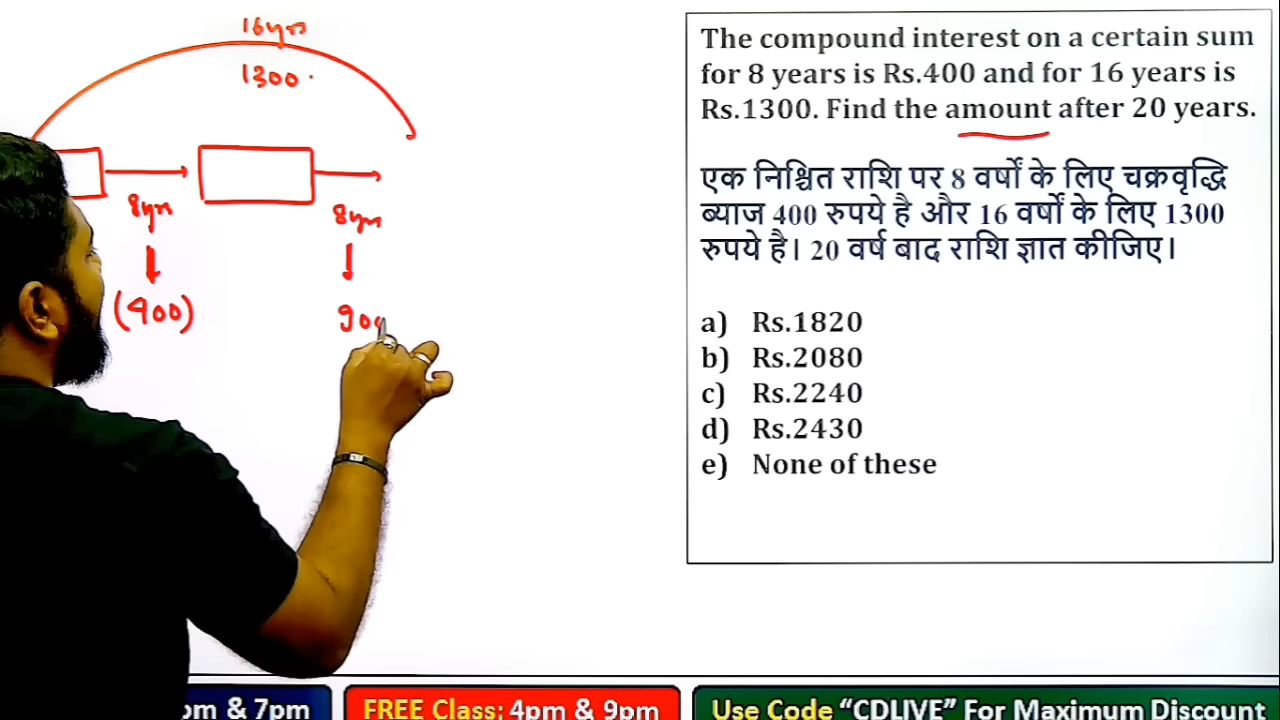 16yrs
1300
8yrs
8yrs
(400)
900
The compound interest on a certain sum
for 8 years is Rs.400 and for 16 years is
Rs.1300. Find the amount after 20 years.
एक निश्चित राशि पर 8 वर्षों के लिए चक्रवृद्धि
ब्याज 400 रुपये है और 16 वर्षों के लिए 1300
रुपये है। 20 वर्ष बाद राशि ज्ञात कीजिए।
a) Rs.1820
b) Rs.2080
c) Rs.2240
d) Rs.2430
e) None of these
pm & 7pm
FREE Class: 4pm & 9pm
Use Code “CDLIVE” For Maximum Discount